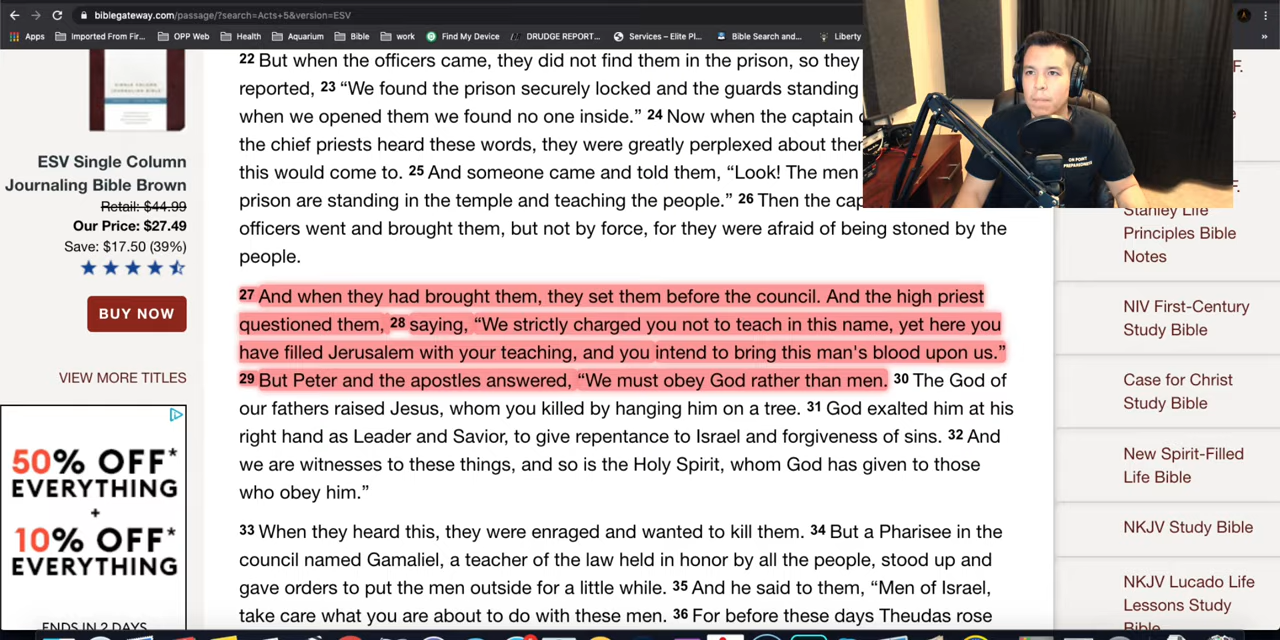 biblegateway.com/passage/?search=Acts+5&version=ESV
Apps Imported From Fir... OPP Web Health Aquarium Bible work Find My Device DRUDGE REPORT... Services – Elite Pl... Bible Search and... Liberty »
22 But when the officers came, they did not find them in the prison, so they
reported, 23 “We found the prison securely locked and the guards standing
when we opened them we found no one inside.” 24 Now when the captain
the chief priests heard these words, they were greatly perplexed about
this would come to. 25 And someone came and told them, “Look! The men
prison are standing in the temple and teaching the people.” 26 Then the
officers went and brought them, but not by force, for they were afraid of being stoned by the
people.
27 And when they had brought them, they set them before the council. And the high priest
questioned them, 28 saying, “We strictly charged you not to teach in this name, yet here you
have filled Jerusalem with your teaching, and you intend to bring this man's blood upon us.”
29 But Peter and the apostles answered, “We must obey God rather than men. 30 The God of
our fathers raised Jesus, whom you killed by hanging him on a tree. 31 God exalted him at his
right hand as Leader and Savior, to give repentance to Israel and forgiveness of sins. 32 And
we are witnesses to these things, and so is the Holy Spirit, whom God has given to those
who obey him.”
33 When they heard this, they were enraged and wanted to kill them. 34 But a Pharisee in the
council named Gamaliel, a teacher of the law held in honor by all the people, stood up and
gave orders to put the men outside for a little while. 35 And he said to them, “Men of Israel,
take care what you are about to do with these men. 36 For before these days Theudas rose
ESV Single Column
Journaling Bible Brown
Retail: $44.99
Our Price: $27.49
Save: $17.50 (39%)
BUY NOW
VIEW MORE TITLES
50% OFF*
EVERYTHING
+
10% OFF*
EVERYTHING
ENDS IN 2 DAYS
ON POINT
PREPAREDNESS
F.
F.
Stanley Life
Principles Bible
Notes
NIV First-Century
Study Bible
Case for Christ
Study Bible
New Spirit-Filled
Life Bible
NKJV Study Bible
NKJV Lucado Life
Lessons Study
Bible